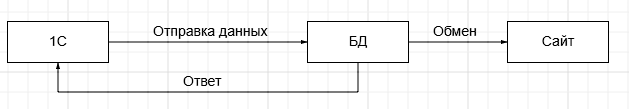 1С
Отправка данных
БД
Обмен
Сайт
Ответ